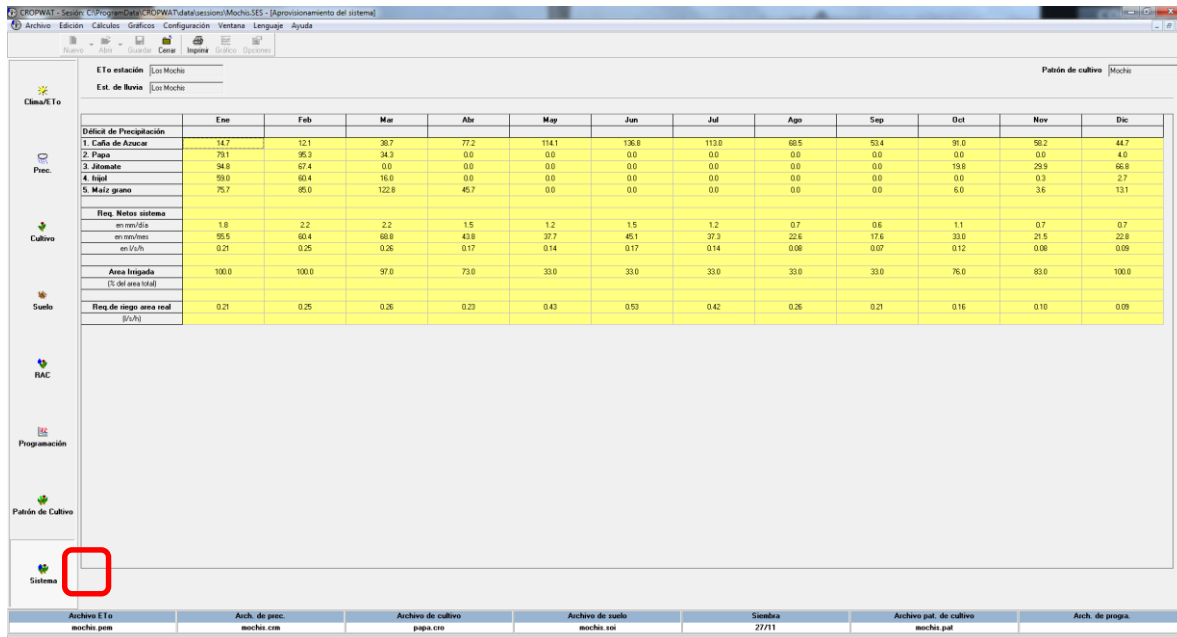 CROPWAT - Sesión: C:\ProgramData\CROPWAT\data\sessions\Mochis.SES - [Aprovisionamiento del sistema]
Archivo Edición Cálculos Gráficos Configuración Ventana Lenguaje Ayuda
Nuevo Abrir Guardar Cerrar Imprimir Gráfico Opciones
ETo estación Los Mochis Patrón de cultivo Mochis
Est. de lluvia Los Mochis
Clima/ETo
Prec.
Cultivo
Suelo
RAC
Programación
Patrón de Cultivo
Sistema
Ene Feb Mar Abr May Jun Jul Ago Sep Oct Nov Dic
Déficit de Precipitación
1. Caña de Azucar 14.7 12.1 38.7 77.2 114.1 136.8 113.0 68.5 53.4 91.0 58.2 44.7
2. Papa 79.1 95.3 34.3 0.0 0.0 0.0 0.0 0.0 0.0 0.0 0.0 4.0
3. Jitomate 94.8 67.4 0.0 0.0 0.0 0.0 0.0 0.0 0.0 19.8 29.9 66.8
4. frijol 59.0 60.4 16.0 0.0 0.0 0.0 0.0 0.0 0.0 0.0 0.3 2.7
5. Maíz grano 75.7 85.0 122.8 45.7 0.0 0.0 0.0 0.0 0.0 6.0 3.6 13.1
Req. Netos sistema
en mm/día 1.8 2.2 2.2 1.5 1.2 1.5 1.2 0.7 0.6 1.1 0.7 0.7
en mm/mes 55.5 60.4 68.8 43.8 37.7 45.1 37.3 22.6 17.6 33.0 21.5 22.8
en l/s/h 0.21 0.25 0.26 0.17 0.14 0.17 0.14 0.08 0.07 0.12 0.08 0.09
Area Irrigada 100.0 100.0 97.0 73.0 33.0 33.0 33.0 33.0 33.0 76.0 83.0 100.0
(% del area total)
Req.de riego area real 0.21 0.25 0.26 0.23 0.43 0.53 0.42 0.26 0.21 0.16 0.10 0.09
(l/s/h)
Archivo ETo Arch. de prec. Archivo de cultivo Archivo de suelo Siembra Archivo pat. de cultivo Arch. de progra.
mochis.pem mochis.crm papa.cro mochis.soi 27/11 mochis.pat